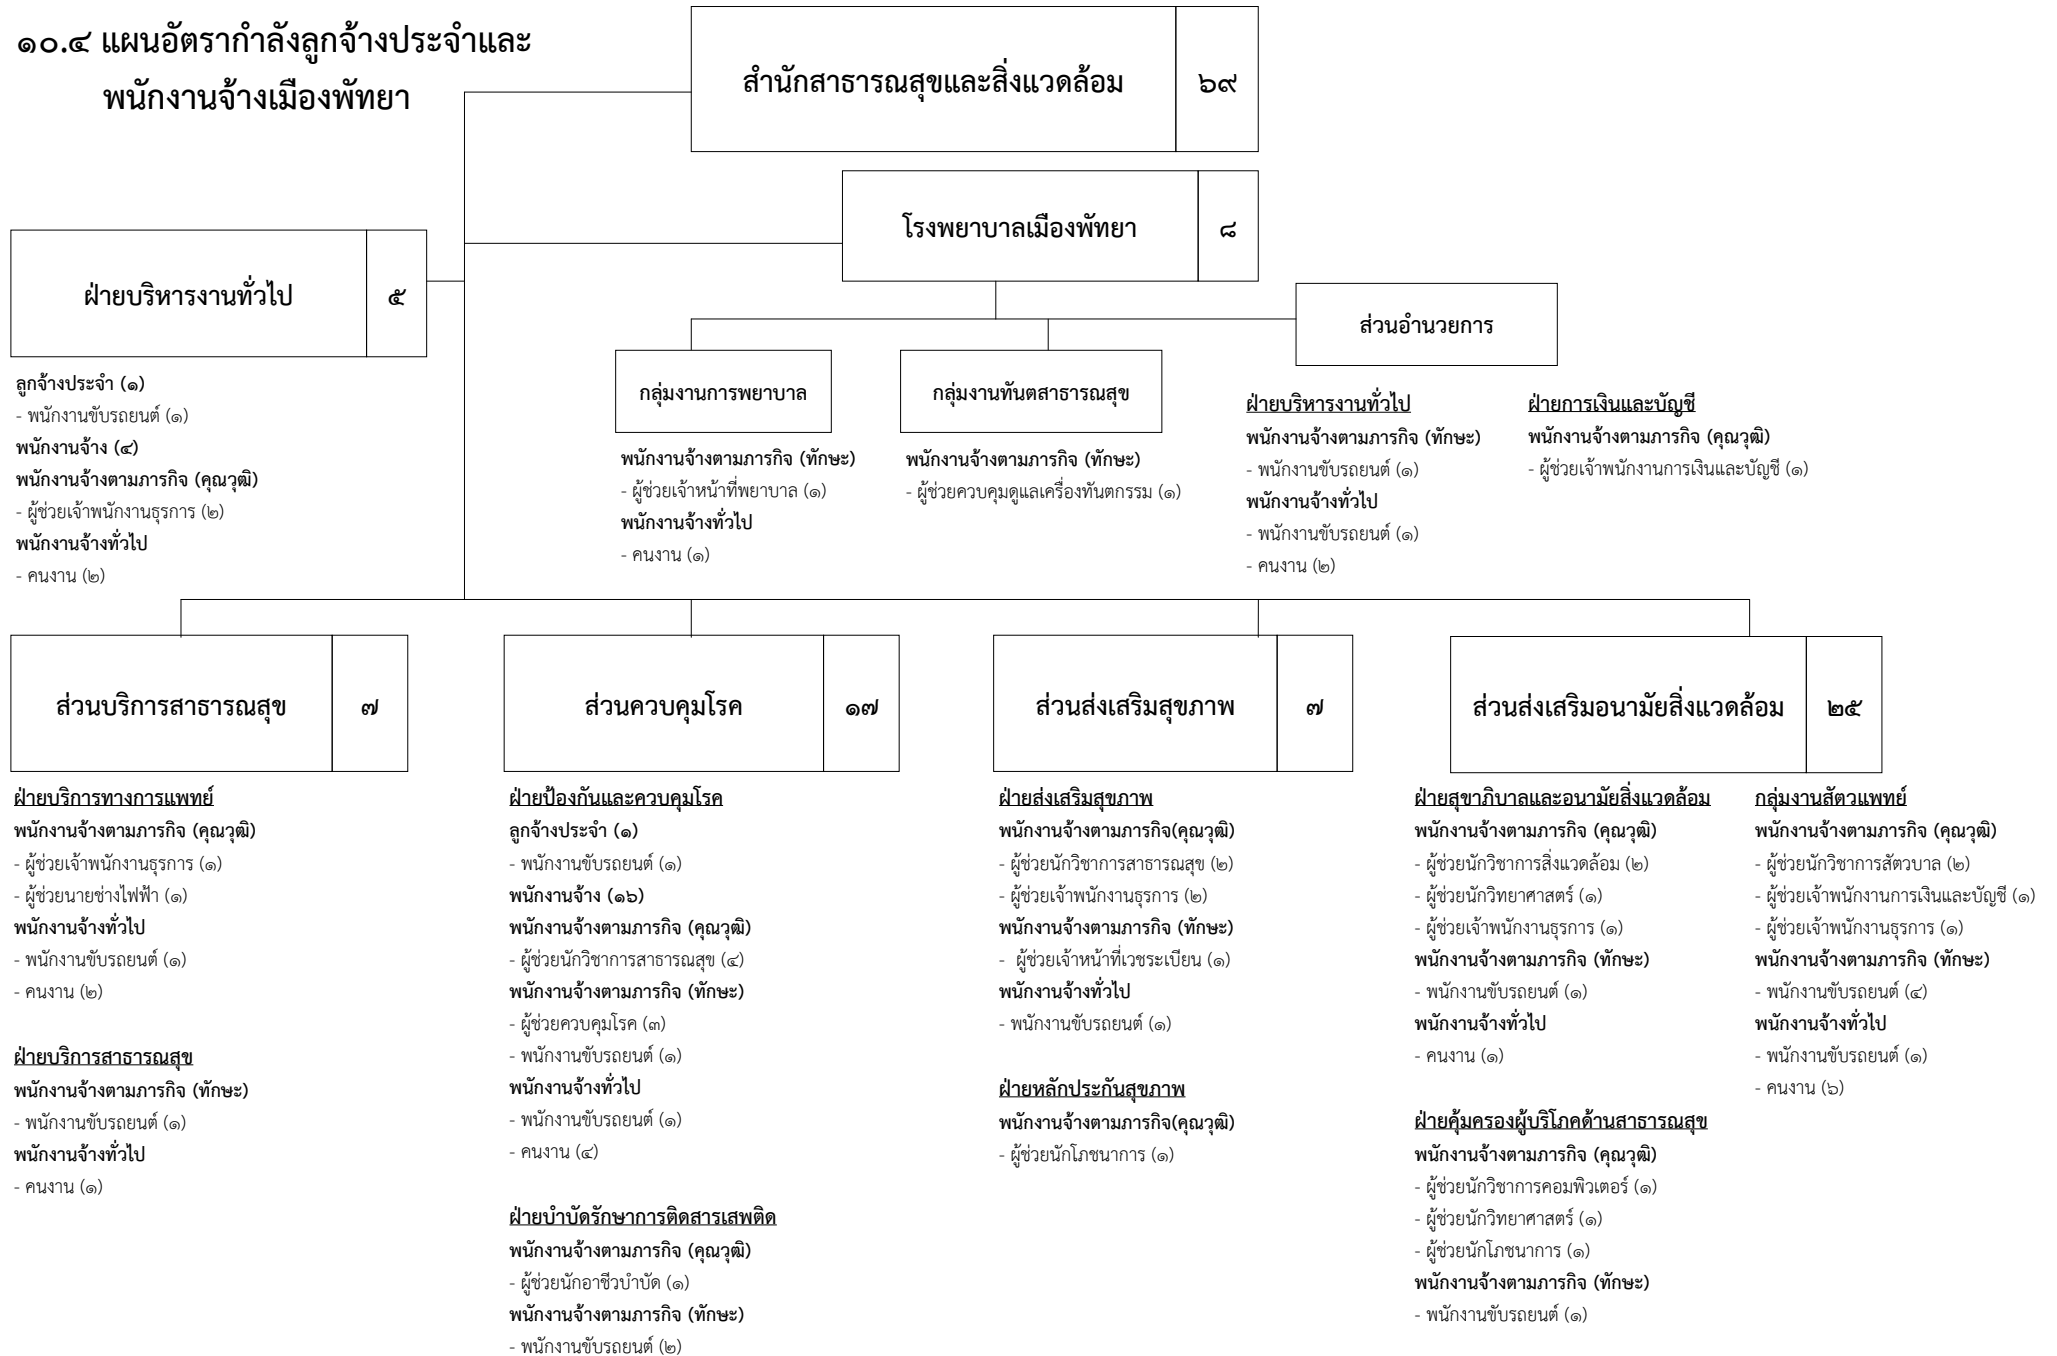 ๑๐.๔ แผนอัตรากำลังลูกจ้างประจำและ
พนักงานจ้างเมืองพัทยา
สำนักสาธารณสุขและสิ่งแวดล้อม ๖๙
โรงพยาบาลเมืองพัทยา ๘
ฝ่ายบริหารงานทั่วไป ๕
ลูกจ้างประจำ (๑)
- พนักงานขับรถยนต์ (๑)
พนักงานจ้าง (๔)
พนักงานจ้างตามภารกิจ (คุณวุฒิ)
- ผู้ช่วยเจ้าพนักงานธุรการ (๒)
พนักงานจ้างทั่วไป
- คนงาน (๒)
กลุ่มงานการพยาบาล
พนักงานจ้างตามภารกิจ (ทักษะ)
- ผู้ช่วยเจ้าหน้าที่พยาบาล (๑)
พนักงานจ้างทั่วไป
- คนงาน (๑)
กลุ่มงานทันตสาธารณสุข
พนักงานจ้างตามภารกิจ (ทักษะ)
- ผู้ช่วยควบคุมดูแลเครื่องทันตกรรม (๑)
ส่วนอำนวยการ
ฝ่ายบริหารงานทั่วไป
พนักงานจ้างตามภารกิจ (ทักษะ)
- พนักงานขับรถยนต์ (๑)
พนักงานจ้างทั่วไป
- พนักงานขับรถยนต์ (๑)
- คนงาน (๒)
ฝ่ายการเงินและบัญชี
พนักงานจ้างตามภารกิจ (คุณวุฒิ)
- ผู้ช่วยเจ้าพนักงานการเงินและบัญชี (๑)
ส่วนบริการสาธารณสุข ๗
ฝ่ายบริการทางการแพทย์
พนักงานจ้างตามภารกิจ (คุณวุฒิ)
- ผู้ช่วยเจ้าพนักงานธุรการ (๑)
- ผู้ช่วยนายช่างไฟฟ้า (๑)
พนักงานจ้างทั่วไป
- พนักงานขับรถยนต์ (๑)
- คนงาน (๒)
ฝ่ายบริการสาธารณสุข
พนักงานจ้างตามภารกิจ (ทักษะ)
- พนักงานขับรถยนต์ (๑)
พนักงานจ้างทั่วไป
- คนงาน (๑)
ส่วนควบคุมโรค ๑๗
ฝ่ายป้องกันและควบคุมโรค
ลูกจ้างประจำ (๑)
- พนักงานขับรถยนต์ (๑)
พนักงานจ้าง (๑๖)
พนักงานจ้างตามภารกิจ (คุณวุฒิ)
- ผู้ช่วยนักวิชาการสาธารณสุข (๔)
พนักงานจ้างตามภารกิจ (ทักษะ)
- ผู้ช่วยควบคุมโรค (๓)
- พนักงานขับรถยนต์ (๑)
พนักงานจ้างทั่วไป
- พนักงานขับรถยนต์ (๑)
- คนงาน (๔)
ฝ่ายบำบัดรักษาการติดสารเสพติด
พนักงานจ้างตามภารกิจ (คุณวุฒิ)
- ผู้ช่วยนักอาชีวบำบัด (๑)
พนักงานจ้างตามภารกิจ (ทักษะ)
- พนักงานขับรถยนต์ (๒)
ส่วนส่งเสริมสุขภาพ ๗
ฝ่ายส่งเสริมสุขภาพ
พนักงานจ้างตามภารกิจ(คุณวุฒิ)
- ผู้ช่วยนักวิชาการสาธารณสุข (๒)
- ผู้ช่วยเจ้าพนักงานธุรการ (๒)
พนักงานจ้างตามภารกิจ (ทักษะ)
- ผู้ช่วยเจ้าหน้าที่เวชระเบียน (๑)
พนักงานจ้างทั่วไป
- พนักงานขับรถยนต์ (๑)
ฝ่ายหลักประกันสุขภาพ
พนักงานจ้างตามภารกิจ(คุณวุฒิ)
- ผู้ช่วยนักโภชนาการ (๑)
ส่วนส่งเสริมอนามัยสิ่งแวดล้อม ๒๕
ฝ่ายสุขาภิบาลและอนามัยสิ่งแวดล้อม
พนักงานจ้างตามภารกิจ (คุณวุฒิ)
- ผู้ช่วยนักวิชาการสิ่งแวดล้อม (๒)
- ผู้ช่วยนักวิทยาศาสตร์ (๑)
- ผู้ช่วยเจ้าพนักงานธุรการ (๑)
พนักงานจ้างตามภารกิจ (ทักษะ)
- พนักงานขับรถยนต์ (๑)
พนักงานจ้างทั่วไป
- คนงาน (๑)
ฝ่ายคุ้มครองผู้บริโภคด้านสาธารณสุข
พนักงานจ้างตามภารกิจ (คุณวุฒิ)
- ผู้ช่วยนักวิชาการคอมพิวเตอร์ (๑)
- ผู้ช่วยนักวิทยาศาสตร์ (๑)
- ผู้ช่วยนักโภชนาการ (๑)
พนักงานจ้างตามภารกิจ (ทักษะ)
- พนักงานขับรถยนต์ (๑)
กลุ่มงานสัตวแพทย์
พนักงานจ้างตามภารกิจ (คุณวุฒิ)
- ผู้ช่วยนักวิชาการสัตวบาล (๒)
- ผู้ช่วยเจ้าพนักงานการเงินและบัญชี (๑)
- ผู้ช่วยเจ้าพนักงานธุรการ (๑)
พนักงานจ้างตามภารกิจ (ทักษะ)
- พนักงานขับรถยนต์ (๔)
พนักงานจ้างทั่วไป
- พนักงานขับรถยนต์ (๑)
- คนงาน (๖)